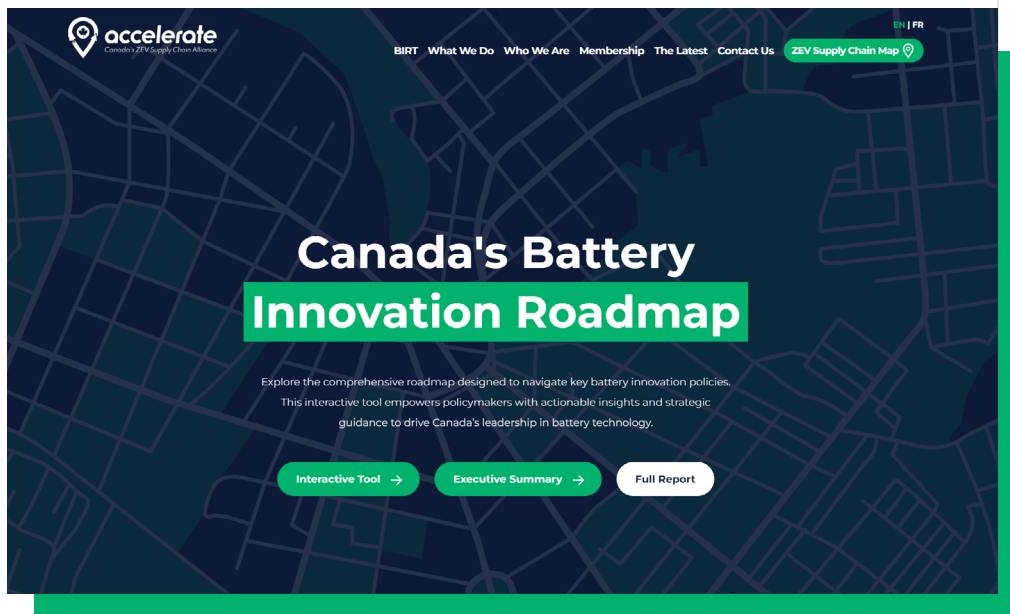 accelerate
Canada's ZEV Supply Chain Alliance
EN | FR
BIRT What We Do Who We Are Membership The Latest Contact Us ZEV Supply Chain Map
Canada's Battery
Innovation Roadmap
Explore the comprehensive roadmap designed to navigate key battery innovation policies.
This interactive tool empowers policymakers with actionable insights and strategic
guidance to drive Canada's leadership in battery technology.
Interactive Tool → Executive Summary → Full Report